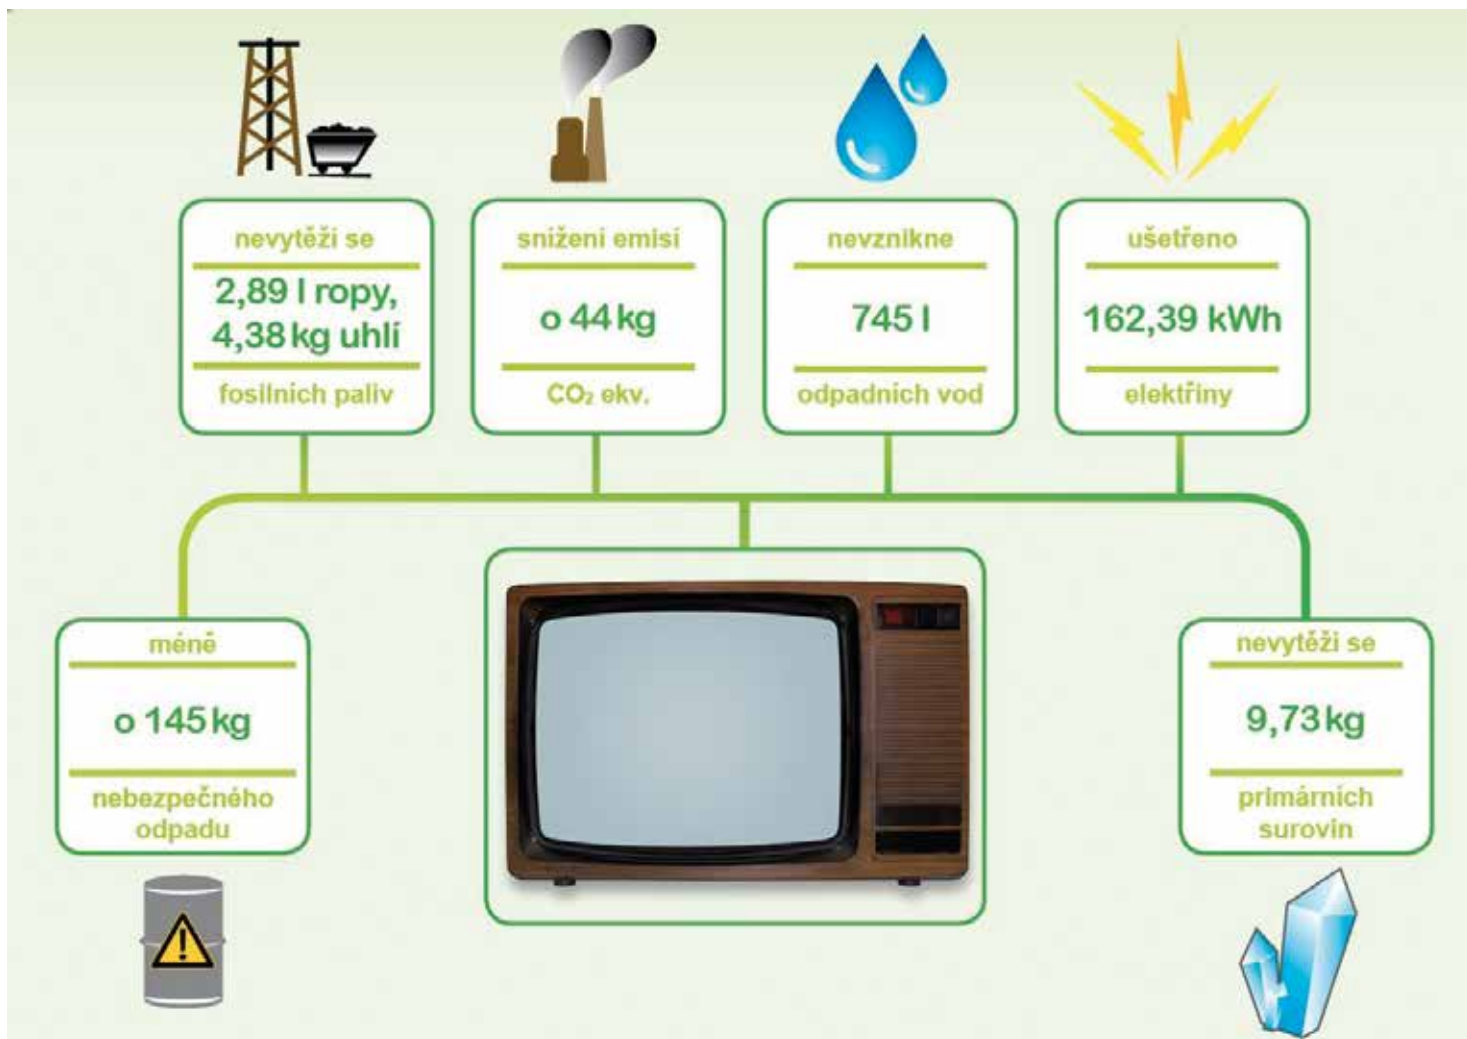 nevytěží se
2,89 l ropy,
4,38 kg uhlí
fosilních paliv
snížení emisí
o 44 kg
CO₂ ekv.
nevznikne
745 l
odpadních vod
ušetřeno
162,39 kWh
elektřiny
méně
o 145 kg
nebezpečného
odpadu
nevytěží se
9,73 kg
primárních
surovin